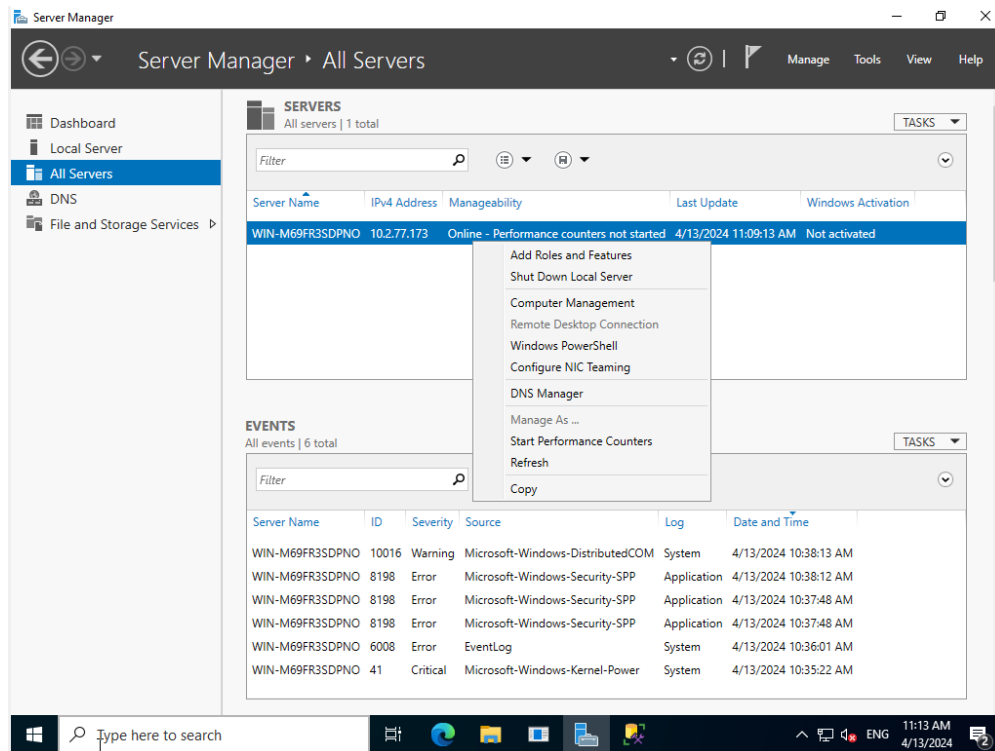 Server Manager
Server Manager ‣ All Servers
Manage Tools View Help
Dashboard
Local Server
All Servers
DNS
File and Storage Services
SERVERS
All servers | 1 total
TASKS
Filter
Server Name IPv4 Address Manageability Last Update Windows Activation
WIN-M69FR3SDPNO 10.2.77.173 Online - Performance counters not started 4/13/2024 11:09:13 AM Not activated
Add Roles and Features
Shut Down Local Server
Computer Management
Remote Desktop Connection
Windows PowerShell
Configure NIC Teaming
DNS Manager
Manage As ...
Start Performance Counters
Refresh
Copy
EVENTS
All events | 6 total
TASKS
Filter
Server Name ID Severity Source Log Date and Time
WIN-M69FR3SDPNO 10016 Warning Microsoft-Windows-DistributedCOM System 4/13/2024 10:38:13 AM
WIN-M69FR3SDPNO 8198 Error Microsoft-Windows-Security-SPP Application 4/13/2024 10:38:12 AM
WIN-M69FR3SDPNO 8198 Error Microsoft-Windows-Security-SPP Application 4/13/2024 10:37:48 AM
WIN-M69FR3SDPNO 8198 Error Microsoft-Windows-Security-SPP Application 4/13/2024 10:37:48 AM
WIN-M69FR3SDPNO 6008 Error EventLog System 4/13/2024 10:36:01 AM
WIN-M69FR3SDPNO 41 Critical Microsoft-Windows-Kernel-Power System 4/13/2024 10:35:22 AM
Type here to search
ENG
11:13 AM
4/13/2024
2